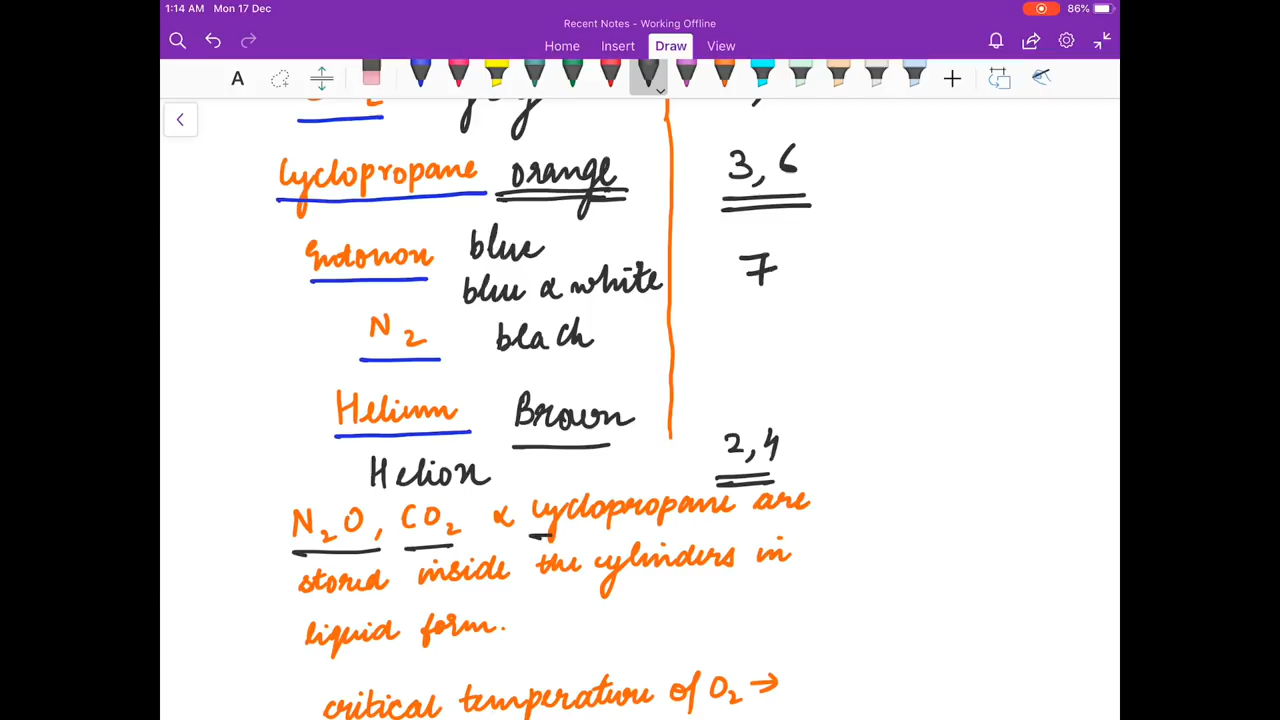 1:14 AM Mon 17 Dec
86%
Recent Notes - Working Offline
Home Insert Draw View
A
Cyclopropane orange 3, 6
Entonox blue 7
blue & white
N2 black
Helium Brown
2, 4
Heliox
N2O, CO2 & cyclopropane are
stored inside the cylinders in
liquid form.
critical temperature of O2 →